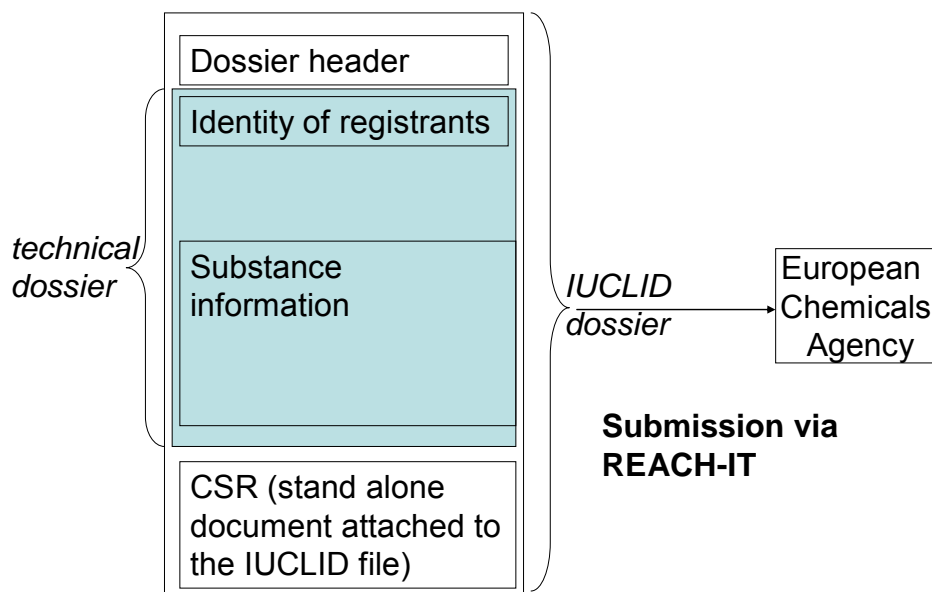 Dossier header
Identity of registrants
technical
dossier
Substance
information
IUCLID
dossier
European
Chemicals
Agency
Submission via
REACH-IT
CSR (stand alone
document attached to
the IUCLID file)